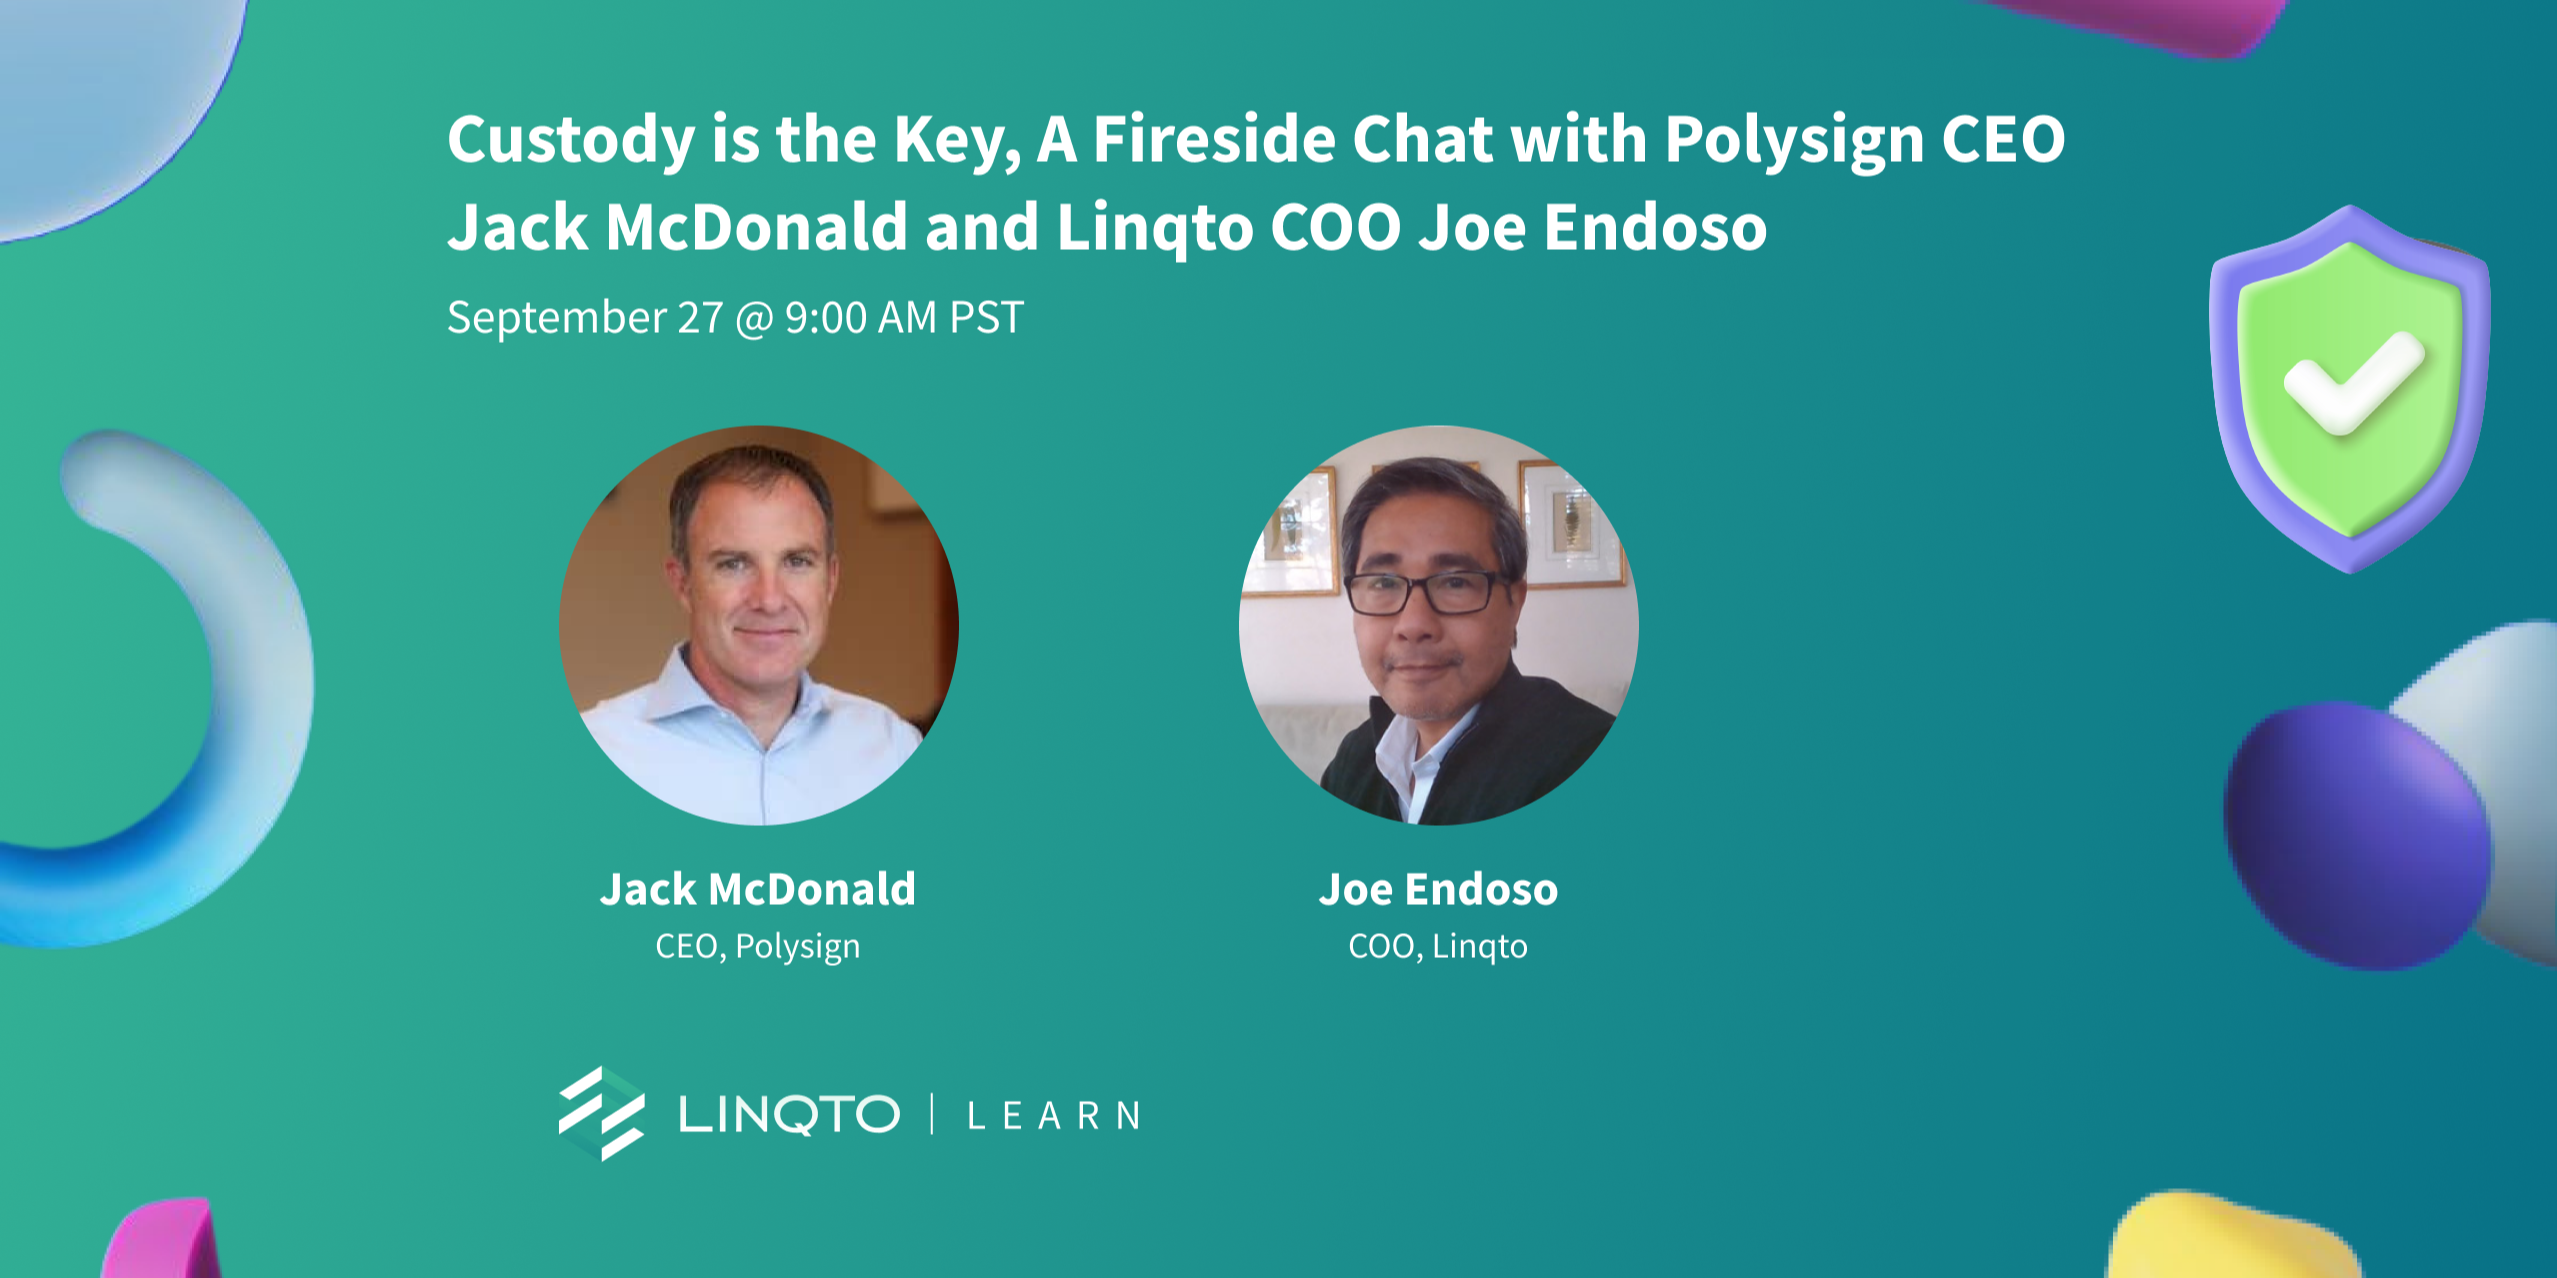 Custody is the Key, A Fireside Chat with Polysign CEO
Jack McDonald and Linqto COO Joe Endoso
September 27 @ 9:00 AM PST
Jack McDonald
CEO, Polysign
Joe Endoso
COO, Linqto
LINQTO | LEARN